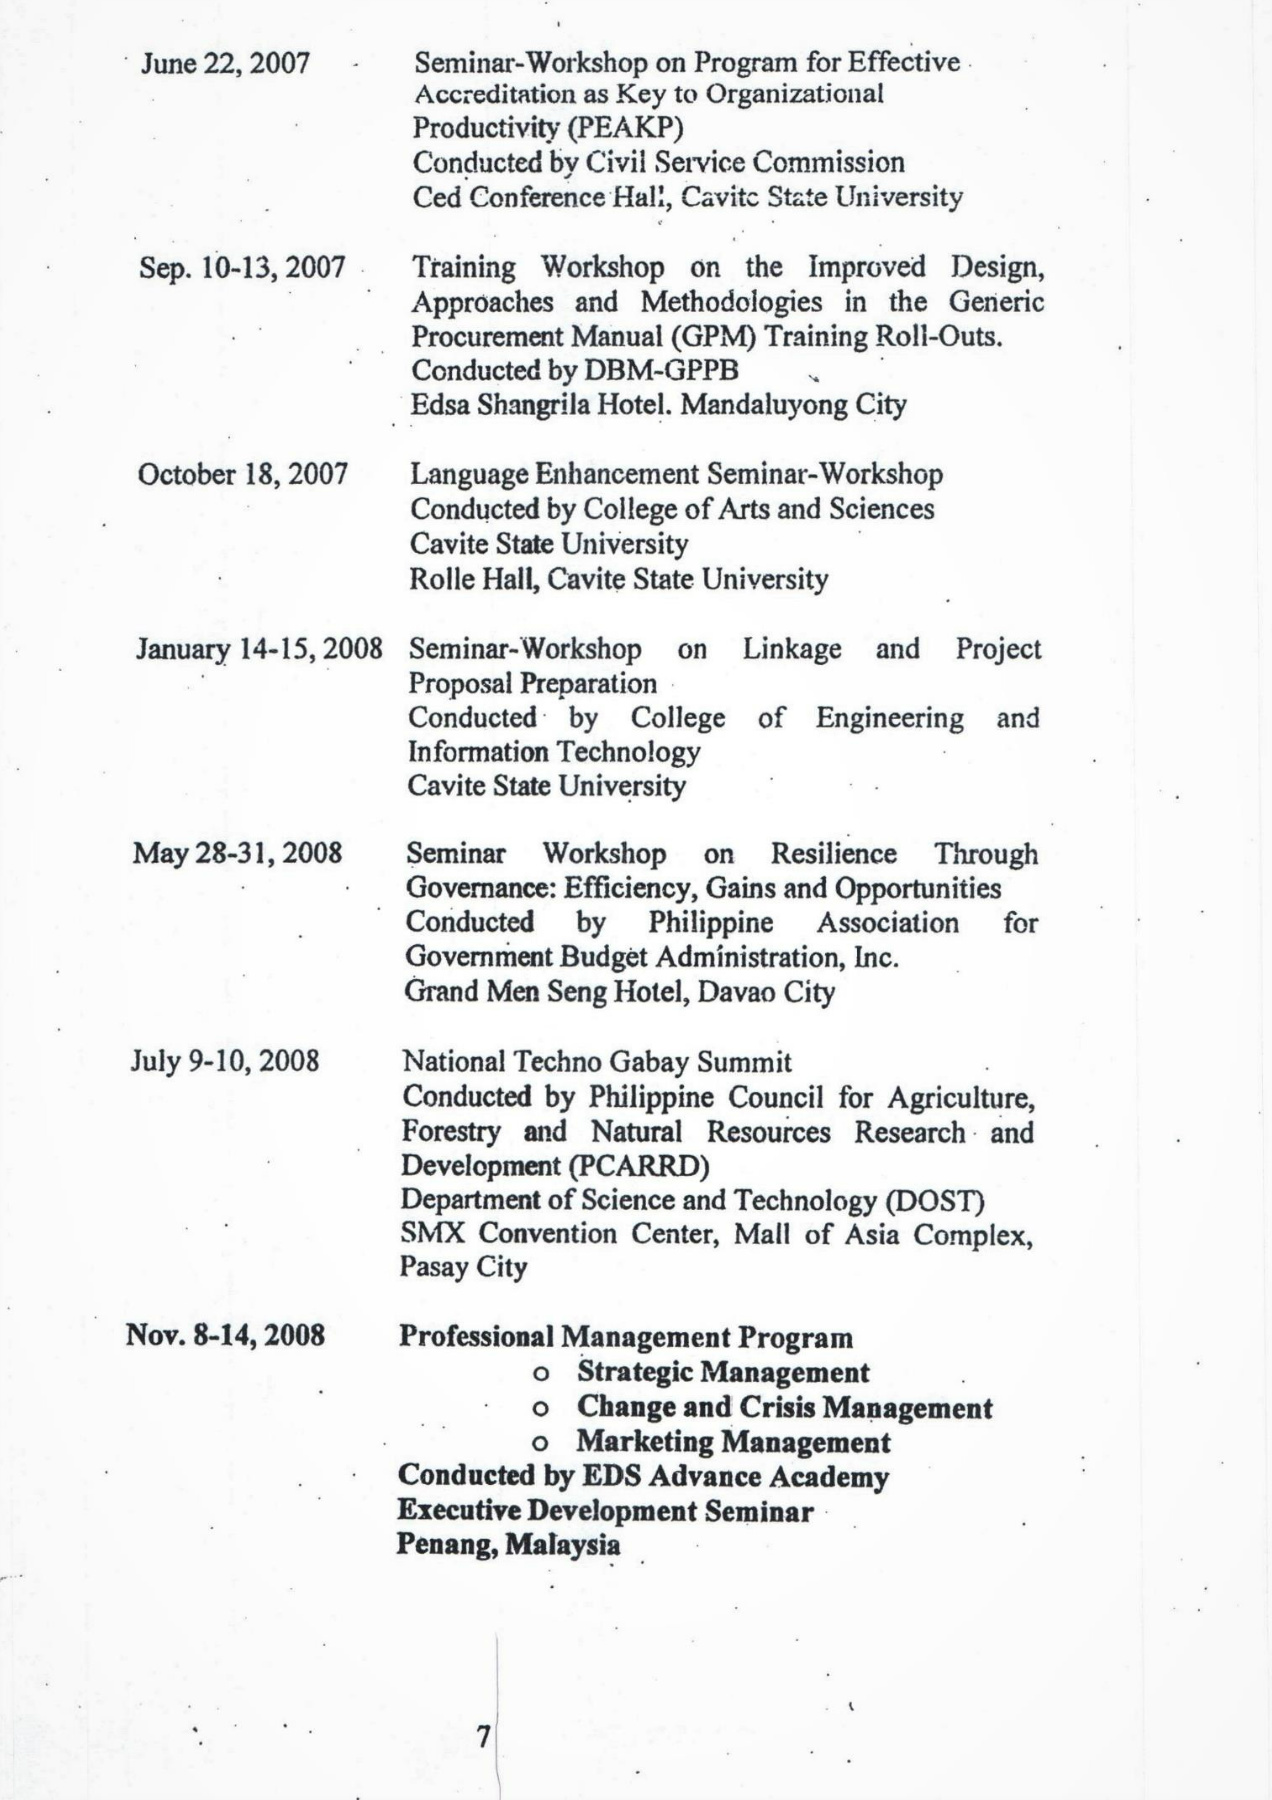 June 22, 2007 - Seminar-Workshop on Program for Effective
Accreditation as Key to Organizational
Productivity (PEAKP)
Conducted by Civil Service Commission
Ced Conference Hall, Cavite State University
Sep. 10-13, 2007 Training Workshop on the Improved Design,
Approaches and Methodologies in the Generic
Procurement Manual (GPM) Training Roll-Outs.
Conducted by DBM-GPPB
Edsa Shangrila Hotel. Mandaluyong City
October 18, 2007 Language Enhancement Seminar-Workshop
Conducted by College of Arts and Sciences
Cavite State University
Rolle Hall, Cavite State University
January 14-15, 2008 Seminar-Workshop on Linkage and Project
Proposal Preparation
Conducted by College of Engineering and
Information Technology
Cavite State University
May 28-31, 2008 Seminar Workshop on Resilience Through
Governance: Efficiency, Gains and Opportunities
Conducted by Philippine Association for
Government Budget Administration, Inc.
Grand Men Seng Hotel, Davao City
July 9-10, 2008 National Techno Gabay Summit
Conducted by Philippine Council for Agriculture,
Forestry and Natural Resources Research and
Development (PCARRD)
Department of Science and Technology (DOST)
SMX Convention Center, Mall of Asia Complex,
Pasay City
Nov. 8-14, 2008 Professional Management Program
o Strategic Management
o Change and Crisis Management
o Marketing Management
Conducted by EDS Advance Academy
Executive Development Seminar
Penang, Malaysia
7